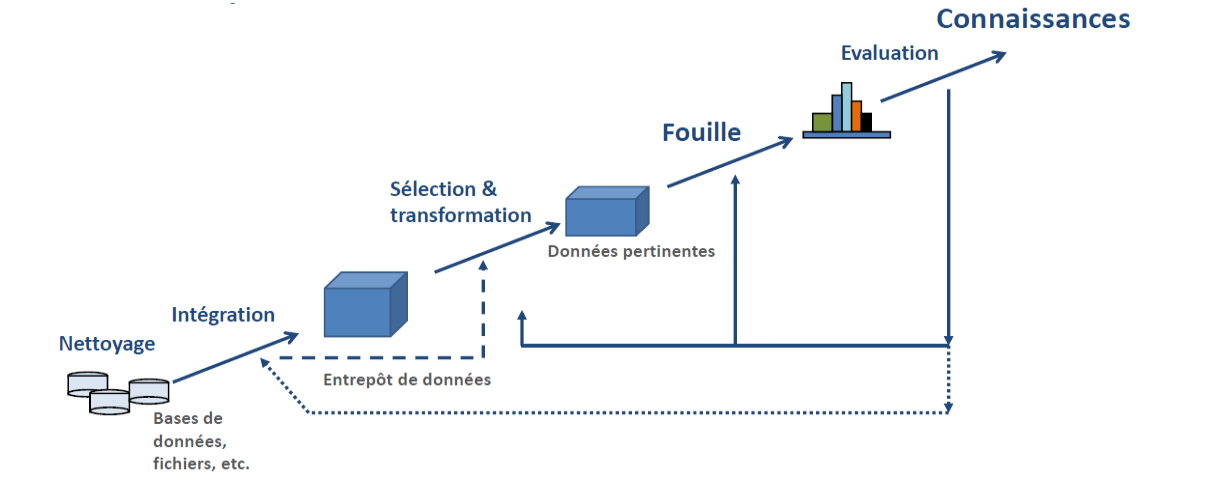 Connaissances
Evaluation
Fouille
Sélection &
transformation
Données pertinentes
Intégration
Nettoyage
Entrepôt de données
Bases de
données,
fichiers, etc.